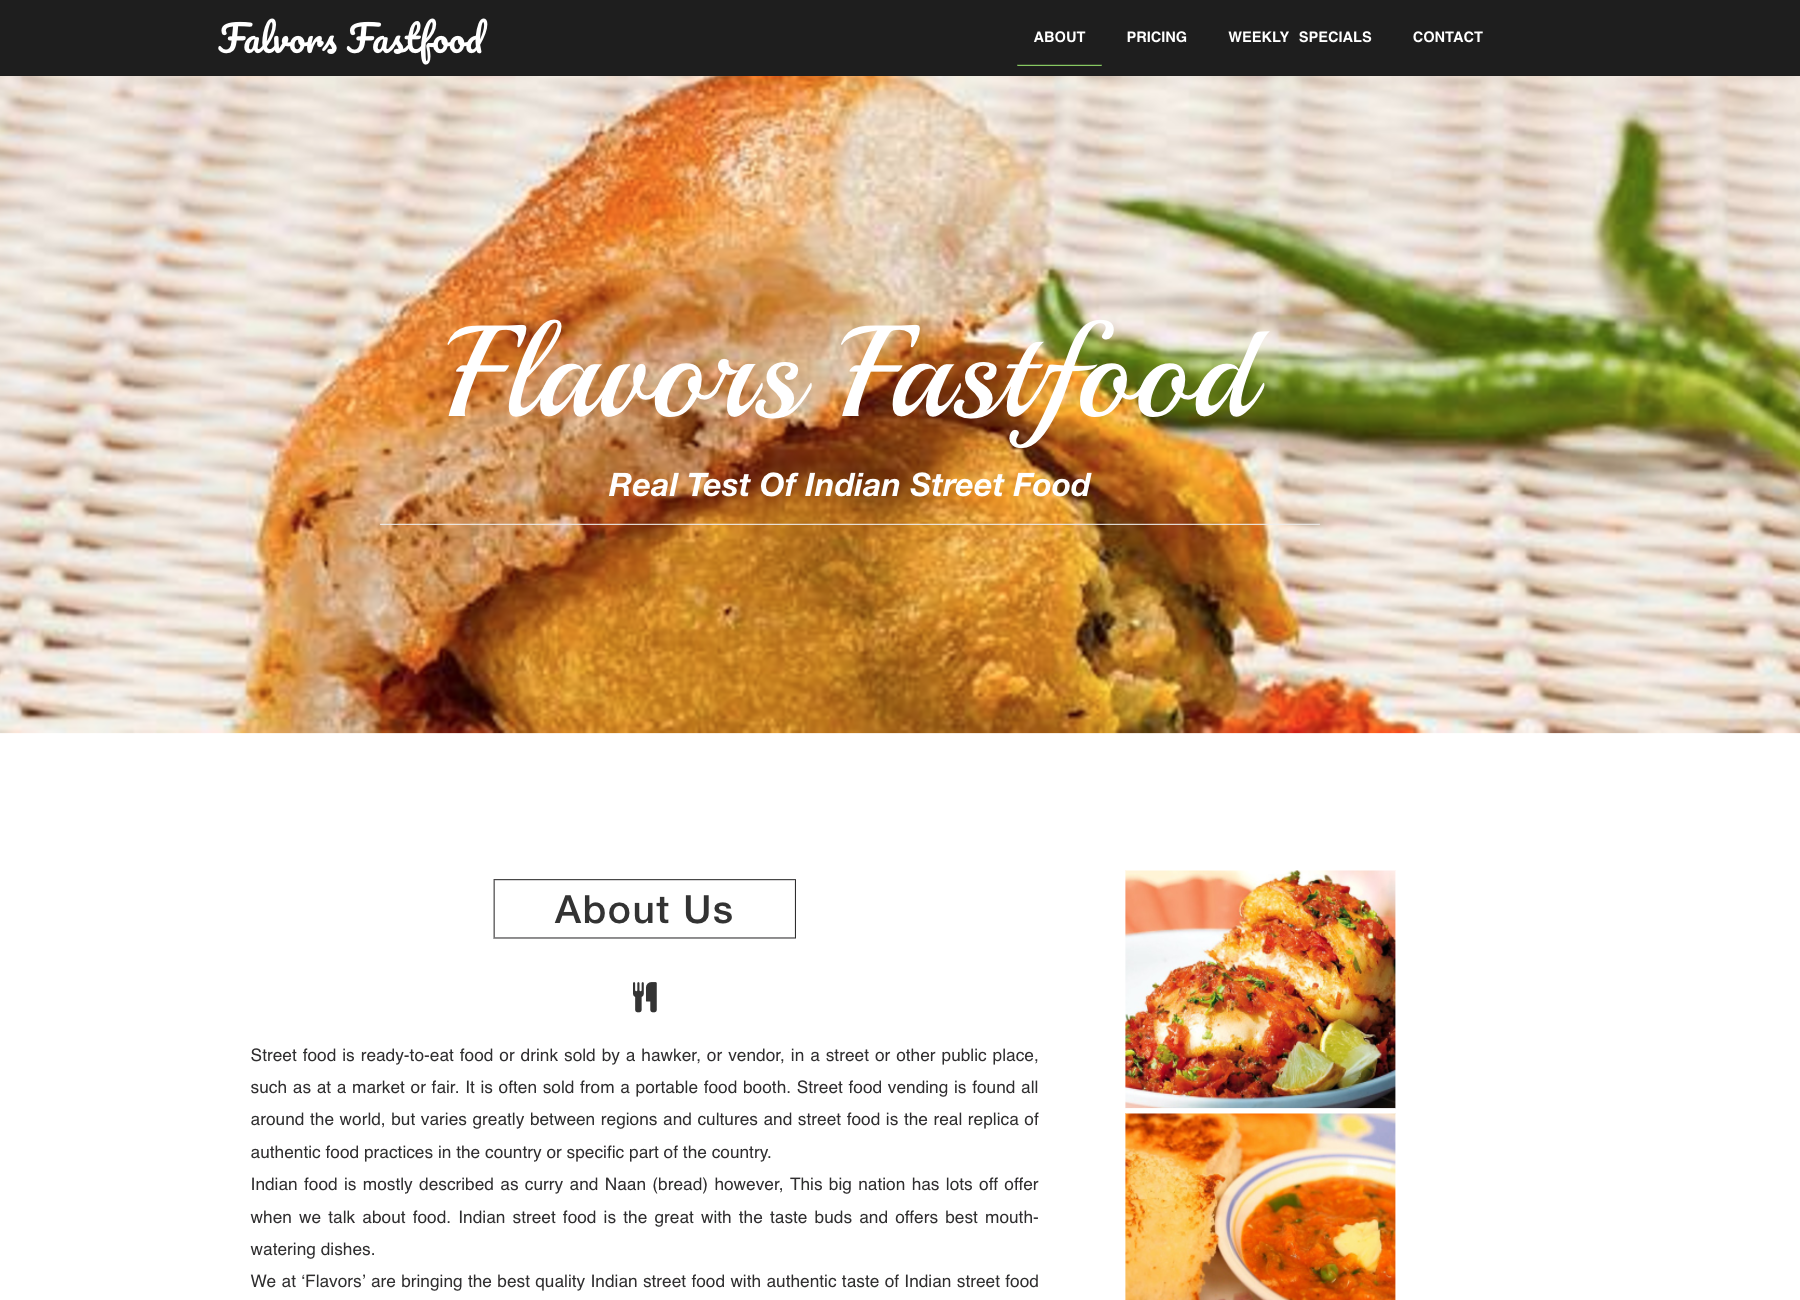 Falvors Fastfood
ABOUT
PRICING
WEEKLY SPECIALS
CONTACT
Flavors Fastfood
Real Test Of Indian Street Food
About Us
Street food is ready-to-eat food or drink sold by a hawker, or vendor, in a street or other public place,
such as at a market or fair. It is often sold from a portable food booth. Street food vending is found all
around the world, but varies greatly between regions and cultures and street food is the real replica of
authentic food practices in the country or specific part of the country.
Indian food is mostly described as curry and Naan (bread) however, This big nation has lots off offer
when we talk about food. Indian street food is the great with the taste buds and offers best mouth-
watering dishes.
We at ‘Flavors’ are bringing the best quality Indian street food with authentic taste of Indian street food